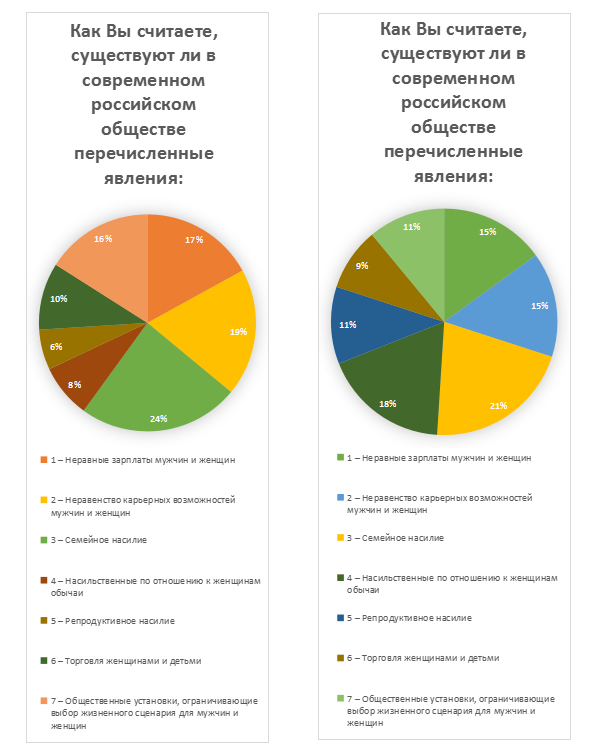 Как Вы считаете,
существуют ли в
современном
российском
обществе
перечисленные
явления:
16%
17%
10%
19%
6%
8%
24%
1 – Неравные зарплаты мужчин и женщин
2 – Неравенство карьерных возможностей
мужчин и женщин
3 – Семейное насилие
4 – Насильственные по отношению к женщинам
обычаи
5 – Репродуктивное насилие
6 – Торговля женщинами и детьми
7 – Общественные установки, ограничивающие
выбор жизненного сценария для мужчин и
женщин
Как Вы считаете,
существуют ли в
современном
российском
обществе
перечисленные
явления:
11%
15%
9%
15%
11%
18%
21%
1 – Неравные зарплаты мужчин и женщин
2 – Неравенство карьерных возможностей
мужчин и женщин
3 – Семейное насилие
4 – Насильственные по отношению к женщинам
обычаи
5 – Репродуктивное насилие
6 – Торговля женщинами и детьми
7 – Общественные установки, ограничивающие
выбор жизненного сценария для мужчин и
женщин